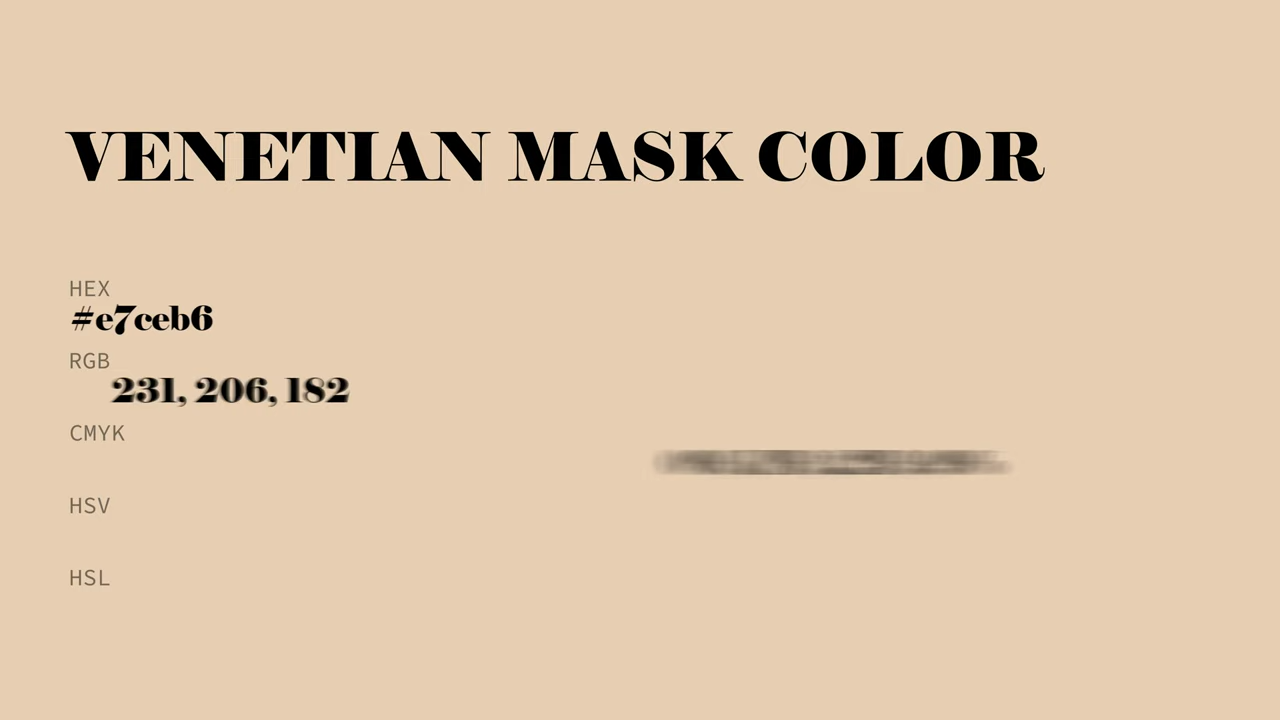 VENETIAN MASK COLOR
HEX
#e7ceb6
RGB
231, 206, 182
CMYK
HSV
HSL